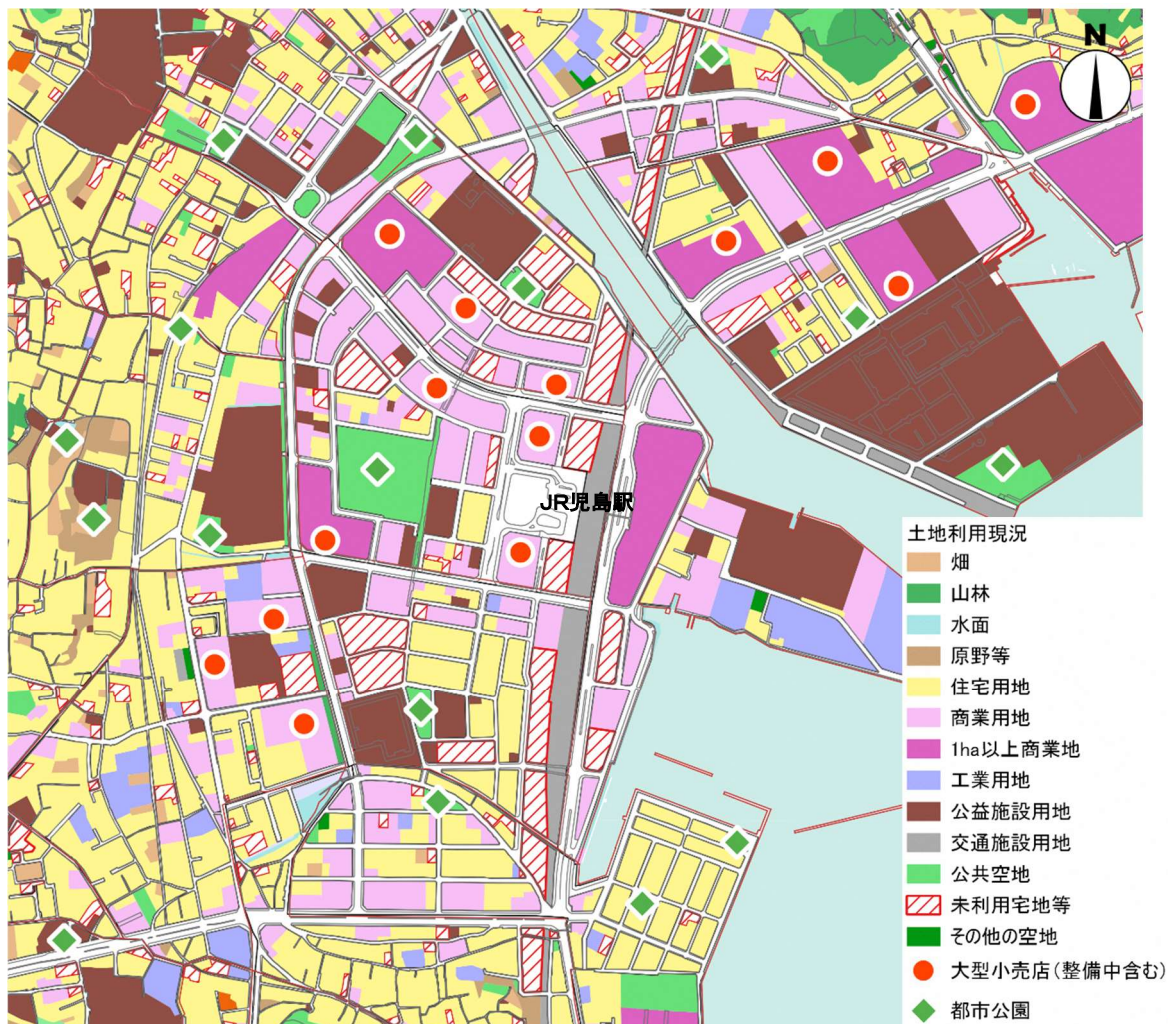 N
JR児島駅
土地利用現況
畑
山林
水面
原野等
住宅用地
商業用地
1ha以上商業地
工業用地
公益施設用地
交通施設用地
公共空地
未利用宅地等
その他の空地
大型小売店(整備中含む)
都市公園